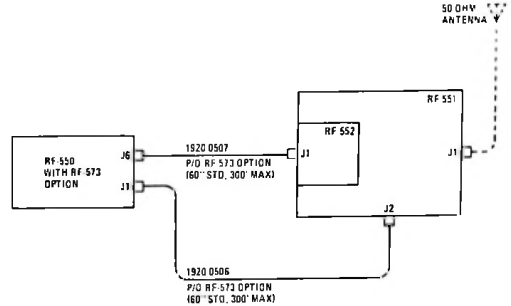 50 OHM
ANTENNA
RF 551
RF 552
1920 0507
J6
J1
J1
P/O RF 573 OPTION
(60" STD, 300' MAX)
RF-550
WITH RF-573
OPTION
J1
J2
1920 0506
P/O RF-573 OPTION
(60" STD, 300' MAX)